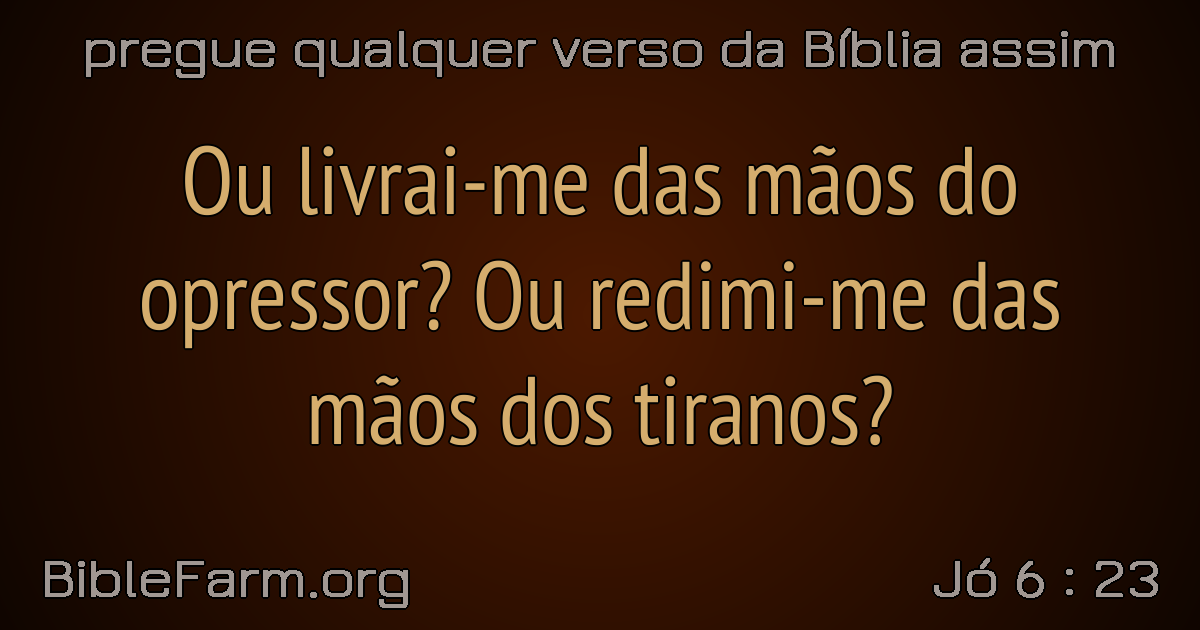 pregue qualquer verso da Bíblia assim
Ou livrai-me das mãos do
opressor? Ou redimi-me das
mãos dos tiranos?
BibleFarm.org
Jó 6 : 23